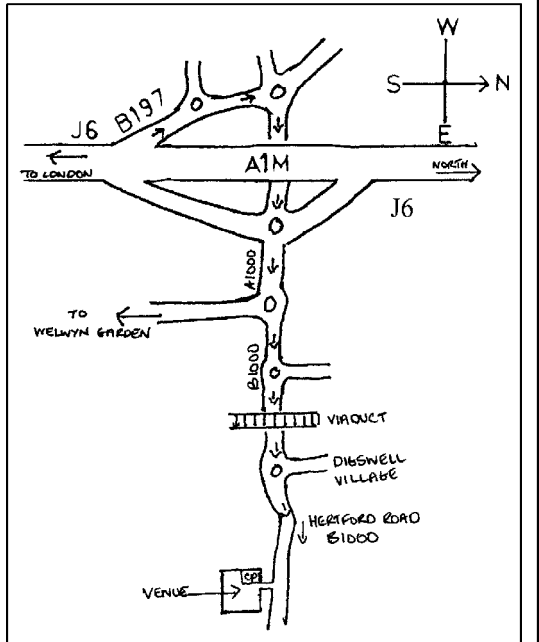 W
S
N
E
J6
B197
TO LONDON
A1M
NORTH
J6
A1000
TO
WELWYN GARDEN
B1000
VIADUCT
DIGSWELL
VILLAGE
HERTFORD ROAD
B1000
CP
VENUE